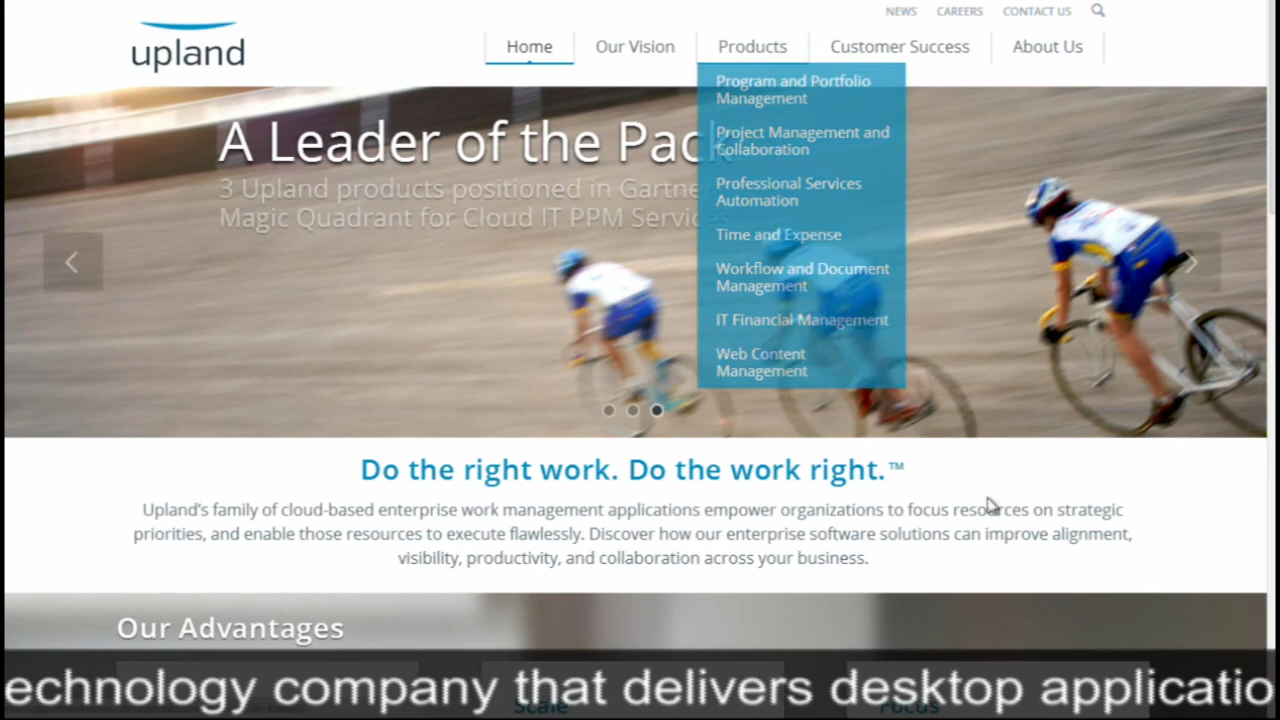 NEWS CAREERS CONTACT US
upland
Home Our Vision Products Customer Success About Us
Program and Portfolio
Management
Project Management and
Collaboration
Professional Services
Automation
Time and Expense
Workflow and Document
Management
IT Financial Management
Web Content
Management
A Leader of the Pack
3 Upland products positioned in Gartner
Magic Quadrant for Cloud IT PPM Services
Do the right work. Do the work right.™
Upland's family of cloud-based enterprise work management applications empower organizations to focus resources on strategic
priorities, and enable those resources to execute flawlessly. Discover how our enterprise software solutions can improve alignment,
visibility, productivity, and collaboration across your business.
Our Advantages
echnology company that delivers desktop applicatio
Scale Focus